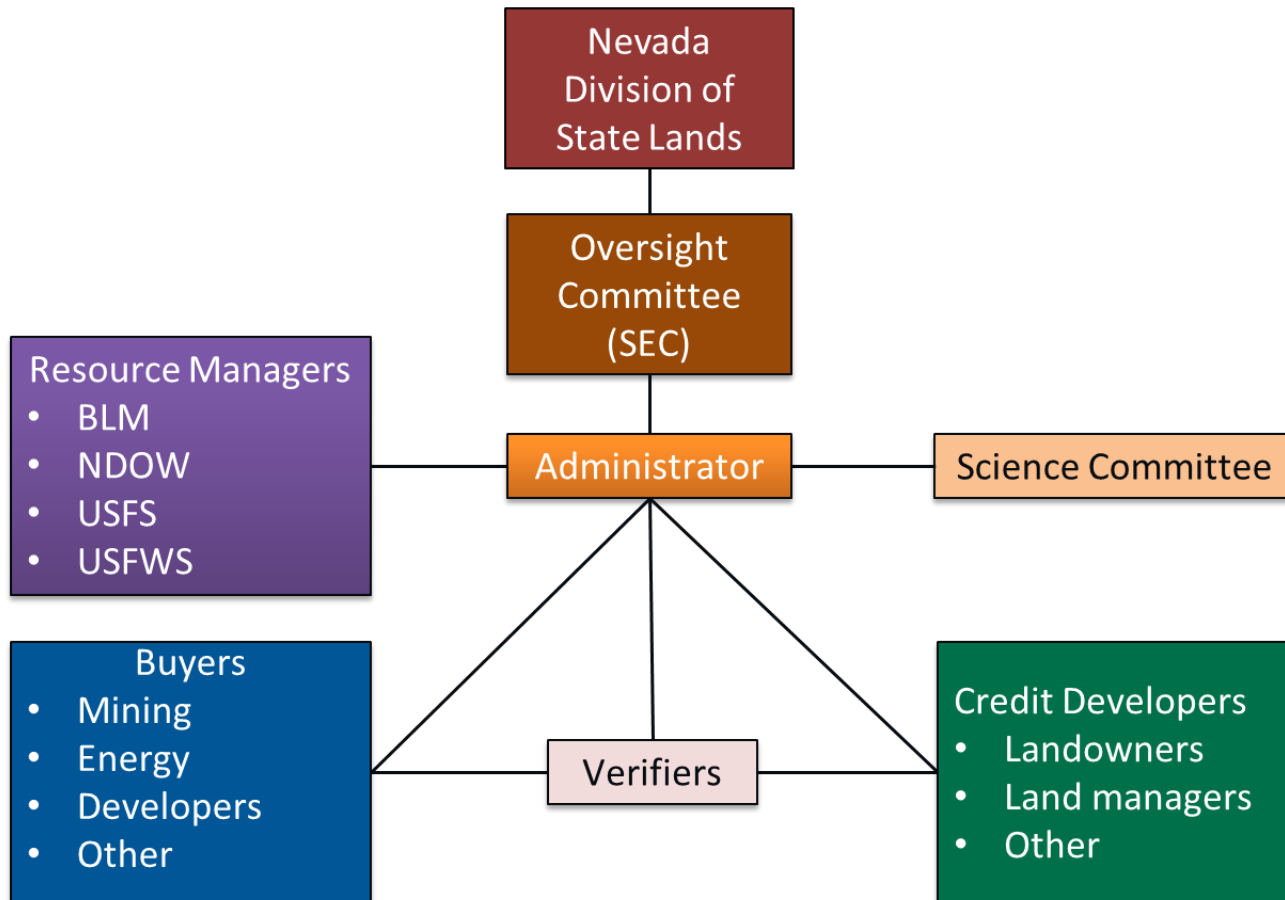 Nevada
Division of
State Lands
Oversight
Committee
(SEC)
Resource Managers
• BLM
• NDOW
• USFS
• USFWS
Administrator
Science Committee
Buyers
• Mining
• Energy
• Developers
• Other
Verifiers
Credit Developers
• Landowners
• Land managers
• Other